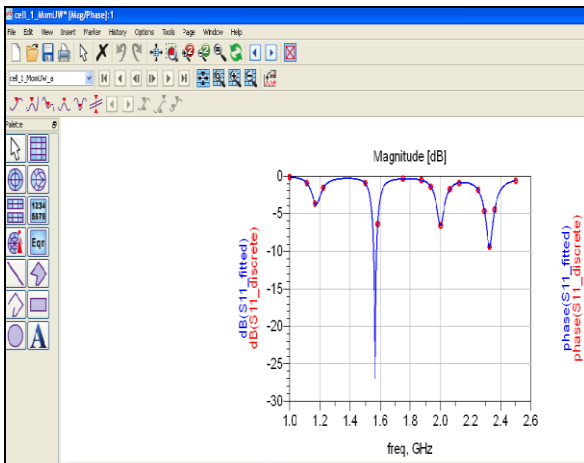 cell_1_MomUW* [Mag/Phase]:1
File Edit View Insert Marker History Options Tools Page Window Help
cell_1_MomUW_a
Palette
1234
5678
Eqn
A
Magnitude [dB]
dB(S11_fitted)
dB(S11_discrete)
0
-5
-10
-15
-20
-25
-30
1.0 1.2 1.4 1.6 1.8 2.0 2.2 2.4 2.6
freq, GHz
phase(S11_fitted)
phase(S11_discrete)